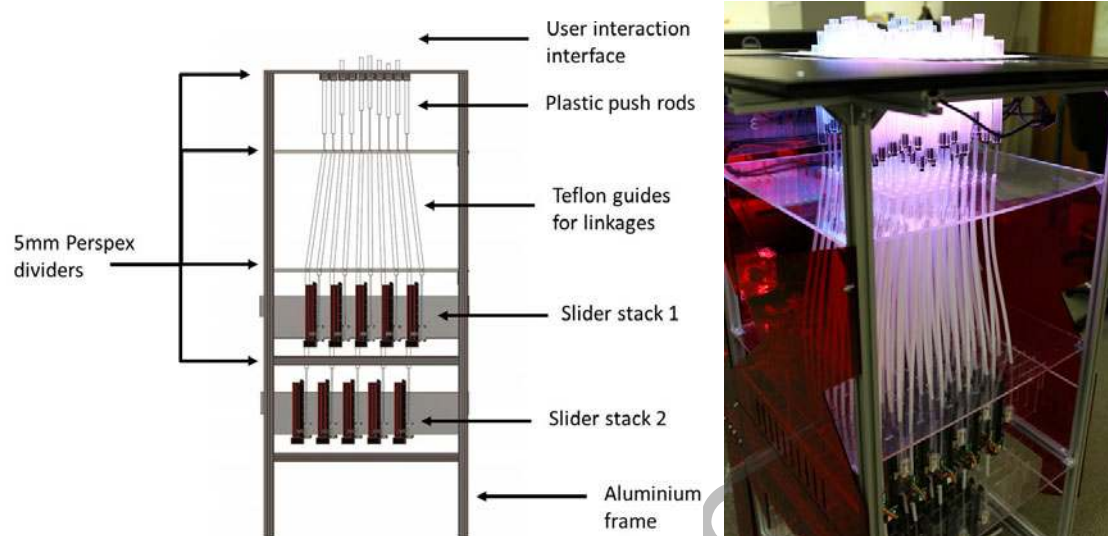 User interaction
interface
Plastic push rods
Teflon guides
for linkages
5mm Perspex
dividers
Slider stack 1
Slider stack 2
Aluminium
frame